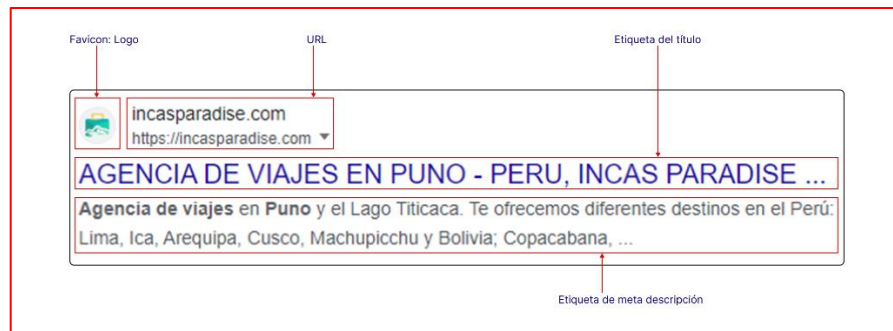 Favicon: Logo
URL
Etiqueta del título
incasparadise.com
https://incasparadise.com
AGENCIA DE VIAJES EN PUNO - PERU, INCAS PARADISE ...
Agencia de viajes en Puno y el Lago Titicaca. Te ofrecemos diferentes destinos en el Perú:
Lima, Ica, Arequipa, Cusco, Machupicchu y Bolivia; Copacabana, ...
Etiqueta de meta descripción